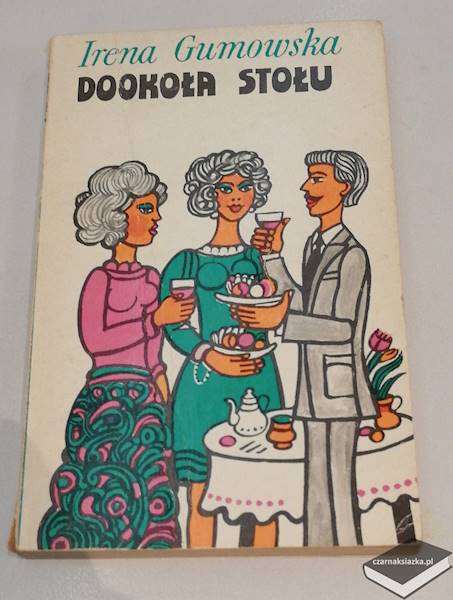 Irena Gumowska
DOOKOŁA STOŁU
czarnaksiazka.pl